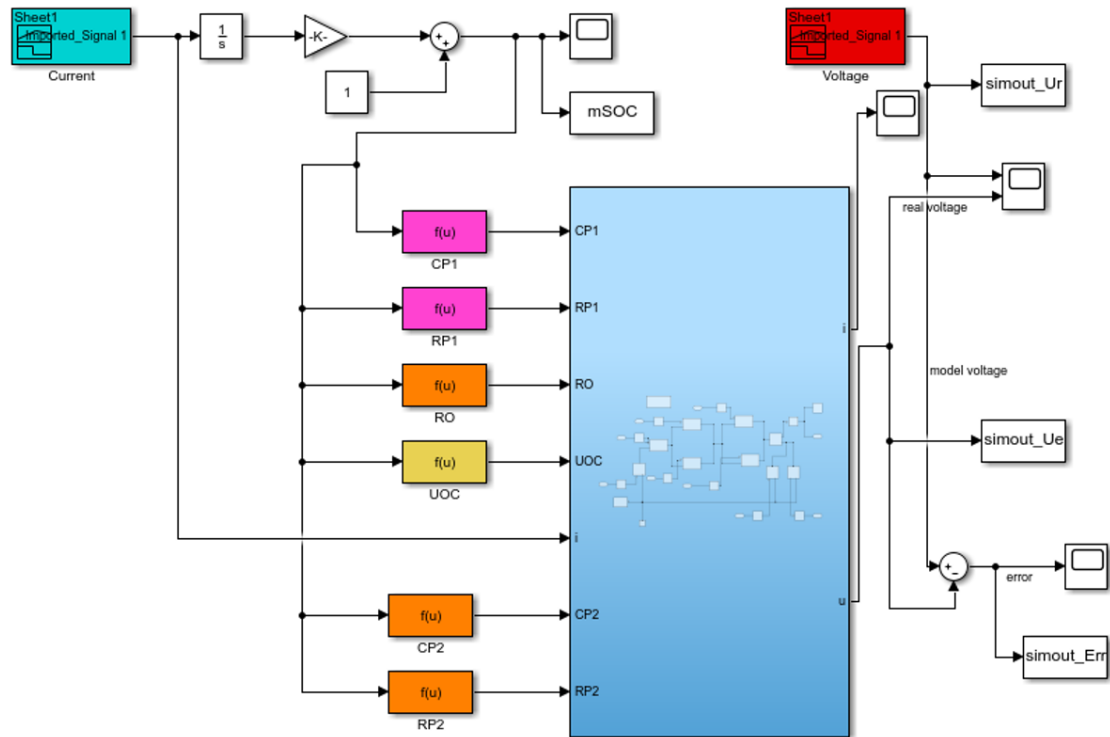 Sheet1
Imported_Signal 1
Current
1
s
-K-
+
+
1
mSOC
Sheet1
Imported_Signal 1
Voltage
simout_Ur
real voltage
f(u)
CP1
CP1
f(u)
RP1
RP1
i
f(u)
RO
RO
model voltage
f(u)
UOC
UOC
simout_Ue
i
+
−
error
f(u)
CP2
CP2
u
simout_Err
f(u)
RP2
RP2